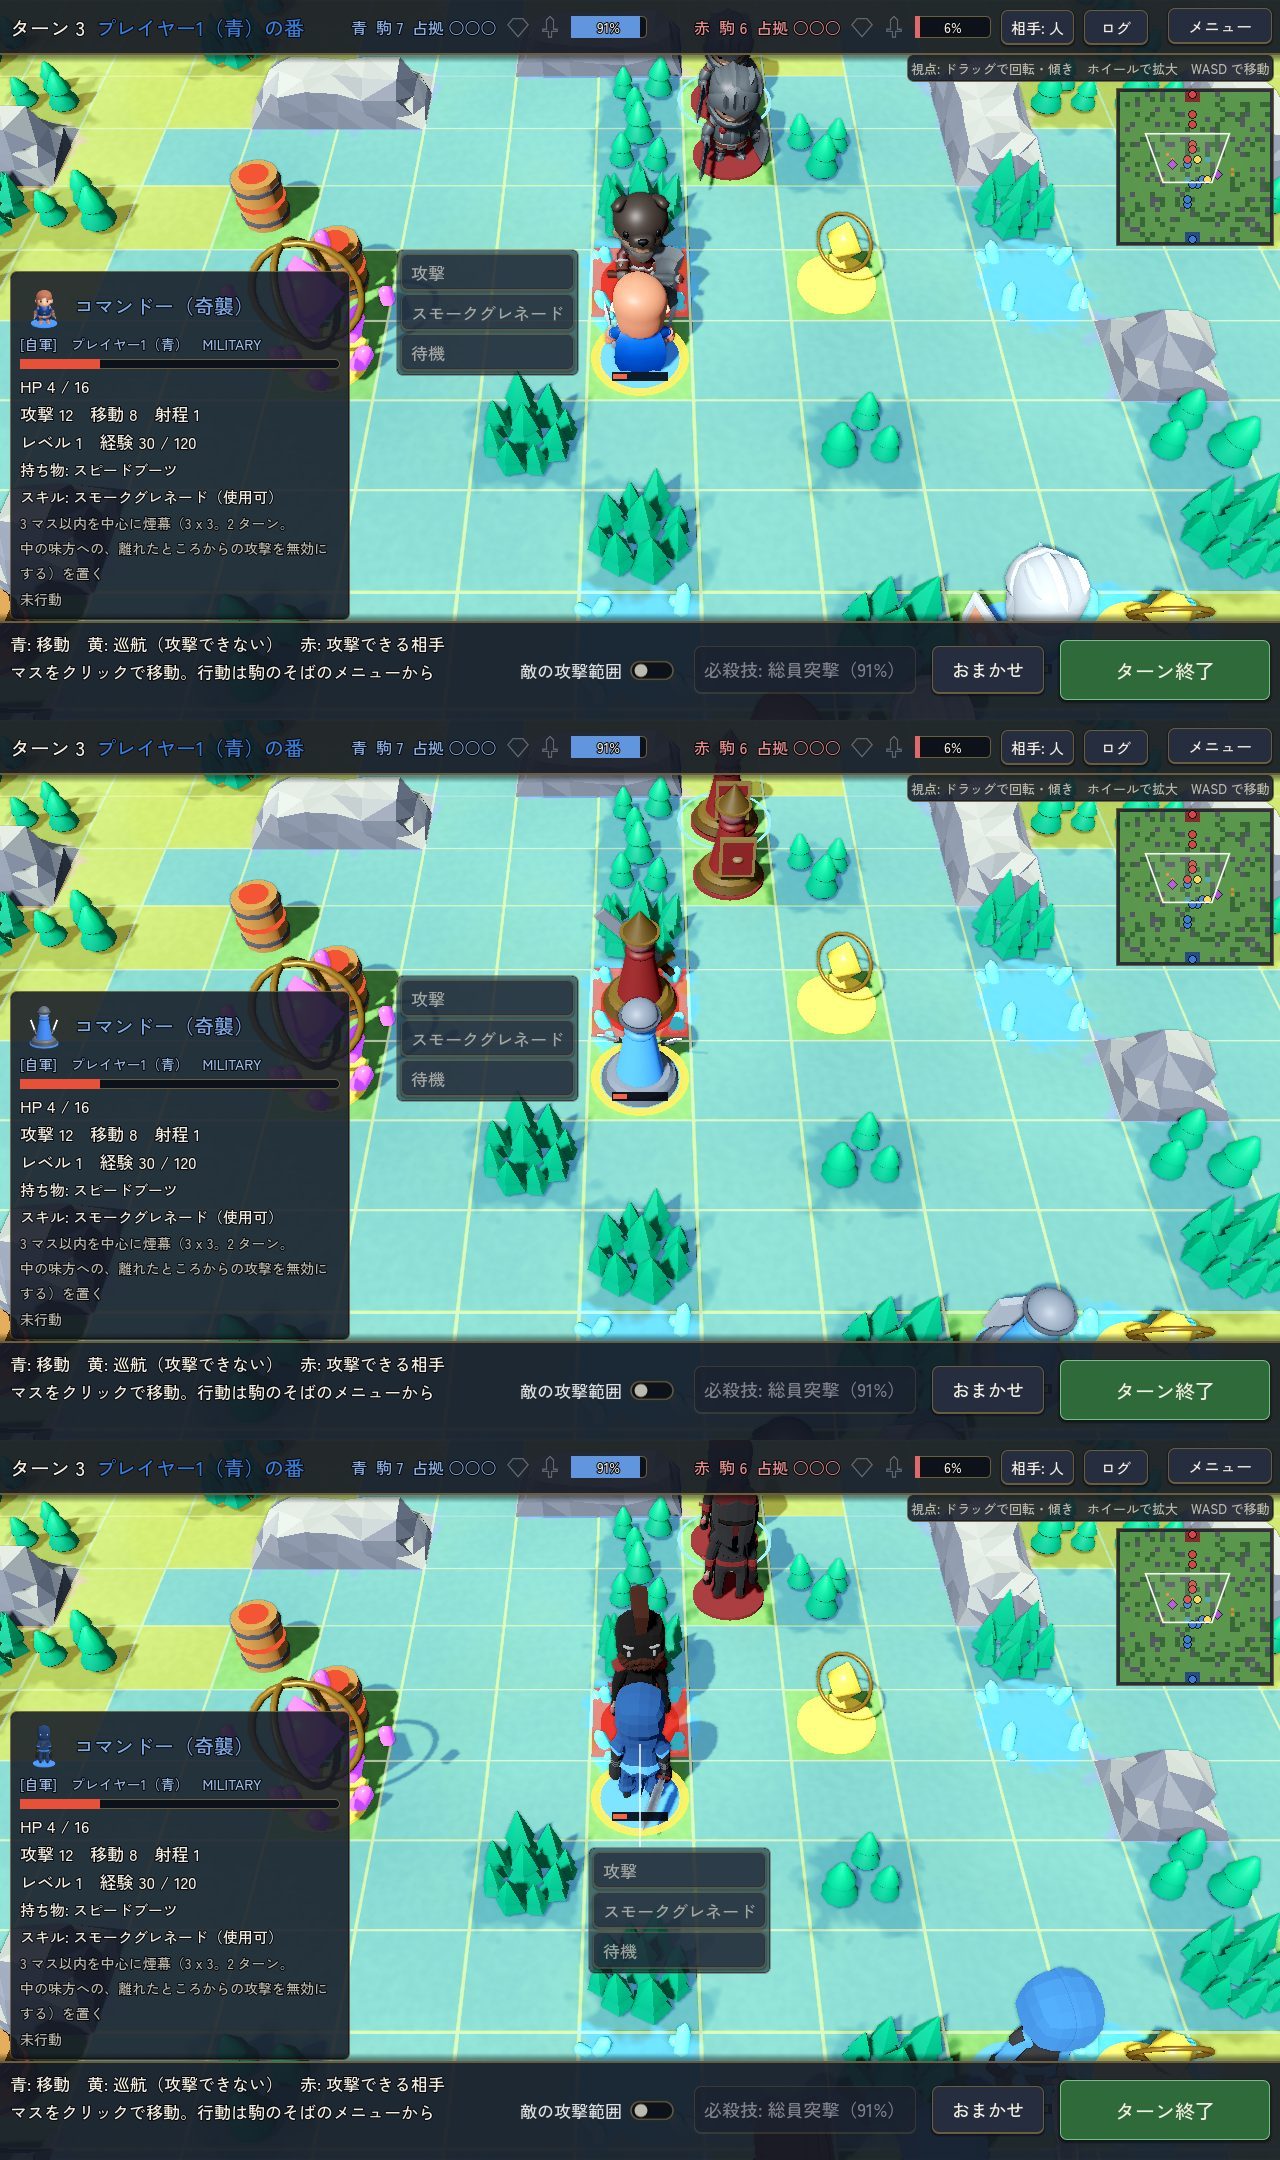 ターン 3 プレイヤー1（青）の番 青 駒 7 占拠 〇〇〇 91% 赤 駒 6 占拠 〇〇〇 6% 相手: 人 ログ メニュー
視点: ドラッグで回転・傾き ホイールで拡大 WASD で移動
攻撃
スモークグレネード
待機
コマンドー（奇襲）
[自軍] プレイヤー1（青） MILITARY
HP 4 / 16
攻撃 12 移動 8 射程 1
レベル 1 経験 30 / 120
持ち物: スピードブーツ
スキル: スモークグレネード（使用可）
3 マス以内を中心に煙幕（3 x 3。2 ターン。
中の味方への、離れたところからの攻撃を無効に
する）を置く
未行動
青: 移動 黄: 巡航（攻撃できない） 赤: 攻撃できる相手
マスをクリックで移動。行動は駒のそばのメニューから
敵の攻撃範囲 必殺技: 総員突撃（91%） おまかせ ターン終了
ターン 3 プレイヤー1（青）の番 青 駒 7 占拠 〇〇〇 91% 赤 駒 6 占拠 〇〇〇 6% 相手: 人 ログ メニュー
視点: ドラッグで回転・傾き ホイールで拡大 WASD で移動
攻撃
スモークグレネード
待機
コマンドー（奇襲）
[自軍] プレイヤー1（青） MILITARY
HP 4 / 16
攻撃 12 移動 8 射程 1
レベル 1 経験 30 / 120
持ち物: スピードブーツ
スキル: スモークグレネード（使用可）
3 マス以内を中心に煙幕（3 x 3。2 ターン。
中の味方への、離れたところからの攻撃を無効に
する）を置く
未行動
青: 移動 黄: 巡航（攻撃できない） 赤: 攻撃できる相手
マスをクリックで移動。行動は駒のそばのメニューから
敵の攻撃範囲 必殺技: 総員突撃（91%） おまかせ ターン終了
ターン 3 プレイヤー1（青）の番 青 駒 7 占拠 〇〇〇 91% 赤 駒 6 占拠 〇〇〇 6% 相手: 人 ログ メニュー
視点: ドラッグで回転・傾き ホイールで拡大 WASD で移動
コマンドー（奇襲）
[自軍] プレイヤー1（青） MILITARY
HP 4 / 16
攻撃 12 移動 8 射程 1
レベル 1 経験 30 / 120
持ち物: スピードブーツ
スキル: スモークグレネード（使用可）
3 マス以内を中心に煙幕（3 x 3。2 ターン。
中の味方への、離れたところからの攻撃を無効に
する）を置く
未行動
攻撃
スモークグレネード
待機
青: 移動 黄: 巡航（攻撃できない） 赤: 攻撃できる相手
マスをクリックで移動。行動は駒のそばのメニューから
敵の攻撃範囲 必殺技: 総員突撃（91%） おまかせ ターン終了